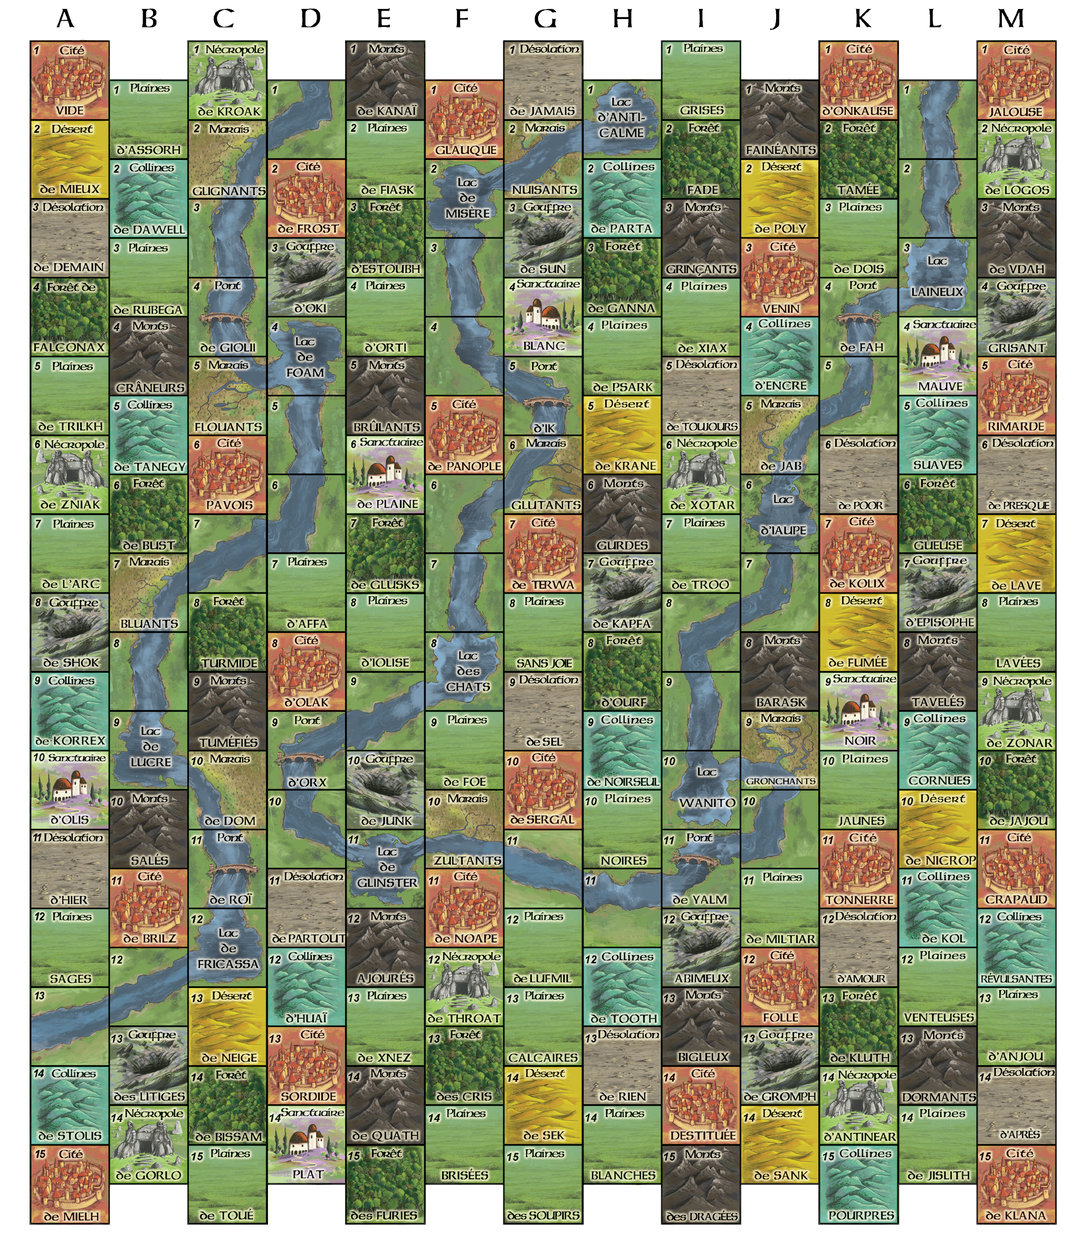 A B C D E F G H I J K L M
1 Cité
VIDE
2 Désert
de MIEUX
3 Désolation
de DEMAIN
4 Forêt de
FALCONAX
5 Plaines
de TRILKH
6 Nécropole
de ZNIAK
7 Plaines
de L'ARC
8 Gouffre
de SHOK
9 Collines
de KORREX
10 Sanctuaire
d'OLIS
11 Désolation
d'HIER
12 Plaines
SAGES
13
14 Collines
de STOLIS
15 Cité
de MIELH
1 Plaines
d'ASSORH
2 Collines
de DAWELL
3 Plaines
de RUBEGA
4 Monts
CRÂNEURS
5 Collines
de TANEGY
6 Forêt
de BUST
7 Marais
BLUANTS
8
9
Lac
de
LUCRE
10 Monts
SALÉS
11 Cité
de BRILZ
12
13 Gouffre
des LITIGES
14 Nécropole
de GORLO
1 Nécropole
de KROAK
2 Marais
GLIGNANTS
3
4 Pont
de GIOLII
5 Marais
FLOUANTS
6 Cité
PAVOIS
7
8 Forêt
TURMIDE
9 Monts
TUMÉFIÉS
10 Marais
de DOM
11 Pont
de ROÏ
12
Lac
de
FRICASSA
13 Désert
de NEIGE
14 Forêt
de BISSAM
15 Plaines
de TOUÉ
1
2 Cité
de FROST
3 Gouffre
d'OKI
4
Lac
de
FOAM
5
6
7 Plaines
d'AFFA
8 Cité
d'OLAK
9 Pont
d'ORX
10
11 Désolation
de PARTOUT
12 Collines
d'HUAÏ
13 Cité
SORDIDE
14 Sanctuaire
PLAT
1 Monts
de KANAÏ
2 Plaines
de FIASK
3 Forêt
d'ESTOUBH
4 Plaines
d'ORTI
5 Monts
BRÛLANTS
6 Sanctuaire
de PLAINE
7 Forêt
de GLUSKS
8 Plaines
d'IOLISE
9
10 Gouffre
de JUNK
11
Lac
de
GLINSTER
12 Monts
AJOURÉS
13 Plaines
de XNEZ
14 Monts
de QUATH
15 Forêt
des FURIES
1 Cité
GLAUQUE
2
Lac
de
MISÈRE
3
4
5 Cité
de PANOPLE
6
7
8
Lac
des
CHATS
9 Plaines
de FOE
10 Marais
ZULTANTS
11 Cité
de NOAPE
12 Nécropole
de THROAT
13 Forêt
des CRIS
14 Plaines
BRISÉES
1 Désolation
de JAMAIS
2 Marais
NUISANTS
3 Gouffre
de SUN
4 Sanctuaire
BLANC
5 Pont
d'IK
6 Marais
GLUTANTS
7 Cité
de TERWA
8 Plaines
SANS JOIE
9 Désolation
de SEL
10 Cité
de SERGAL
11
12 Plaines
de LUFMIL
13 Plaines
CALCAIRES
14 Désert
de SEK
15 Plaines
des SOUPIRS
1
Lac
d'ANTI-
CALME
2 Collines
de PARTA
3 Forêt
de GANNA
4 Plaines
de PSARK
5 Désert
de KRANE
6 Monts
GURDES
7 Gouffre
de KAPFA
8 Forêt
d'OURF
9 Collines
de NOIRSEUL
10 Plaines
NOIRES
11
12 Collines
de TOOTH
13 Désolation
de RIEN
14 Plaines
BLANCHES
1 Plaines
GRISES
2 Forêt
FADE
3 Monts
GRINÇANTS
4 Plaines
de XIAX
5 Désolation
de TOUJOURS
6 Nécropole
de XOTAR
7 Plaines
de TROO
8
9
10
Lac
WANITO
11 Pont
de YALM
12 Gouffre
ABIMEUX
13 Monts
BIGLEUX
14 Cité
DESTITUÉE
15 Monts
des DRAGÉES
1 Monts
FAINÉANTS
2 Désert
de POLY
3 Cité
VENIN
4 Collines
d'ENCRE
5 Marais
de JAB
6
Lac
d'IAUPE
7
8 Monts
BARASK
9 Marais
GRONCHANTS
10
11 Plaines
de MILTIAR
12 Cité
FOLLE
13 Gouffre
de GROMPH
14 Désert
de SANK
1 Cité
d'ONKAUSE
2 Forêt
TAMÉE
3 Plaines
de DOIS
4 Pont
de FAH
5
6 Désolation
de POOR
7 Cité
de KOLIX
8 Désert
de FUMÉE
9 Sanctuaire
NOIR
10 Plaines
JAUNES
11 Cité
TONNERRE
12 Désolation
d'AMOUR
13 Forêt
de KLUTH
14 Nécropole
d'ANTINEAR
15 Collines
POURPRES
1
2
3
Lac
LAINEUX
4 Sanctuaire
MAUVE
5 Collines
SUAVES
6 Forêt
GUEUSE
7 Gouffre
d'EPISOPHE
8 Monts
TAVELÉS
9 Collines
CORNUES
10 Désert
de NICROP
11 Collines
de KOL
12 Plaines
VENTEUSES
13 Monts
DORMANTS
14 Plaines
de JISLITH
1 Cité
JALOUSE
2 Nécropole
de LOGOS
3 Monts
de VDAH
4 Gouffre
GRISANT
5 Cité
RIMARDE
6 Désolation
de PRESQUE
7 Désert
de LAVE
8 Plaines
LAVÉES
9 Nécropole
de ZONAR
10 Forêt
de JAJOU
11 Cité
CRAPAUD
12 Collines
RÉVULSANTES
13 Plaines
d'ANJOU
14 Désolation
d'APRÈS
15 Cité
de KLANA